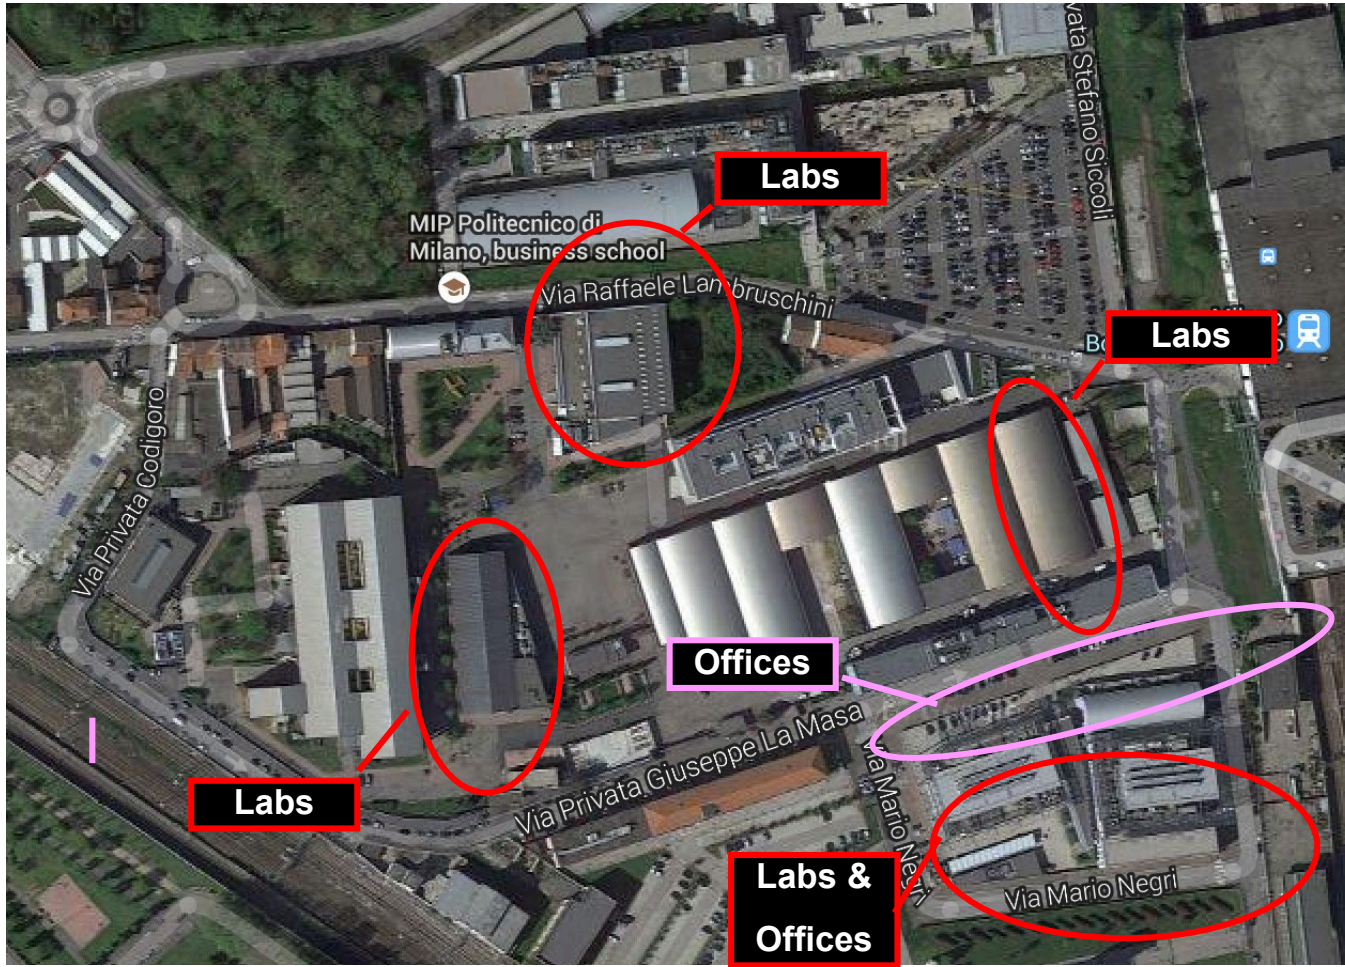 vata Stefano Siccoli
Labs
MIP Politecnico di
Milano, business school
Via Raffaele Lambruschini
Labs
Via Privata Codigoro
Offices
Via Privata Giuseppe La Masa
Via Mario Negri
Labs
Labs &
Offices
Via Mario Negri